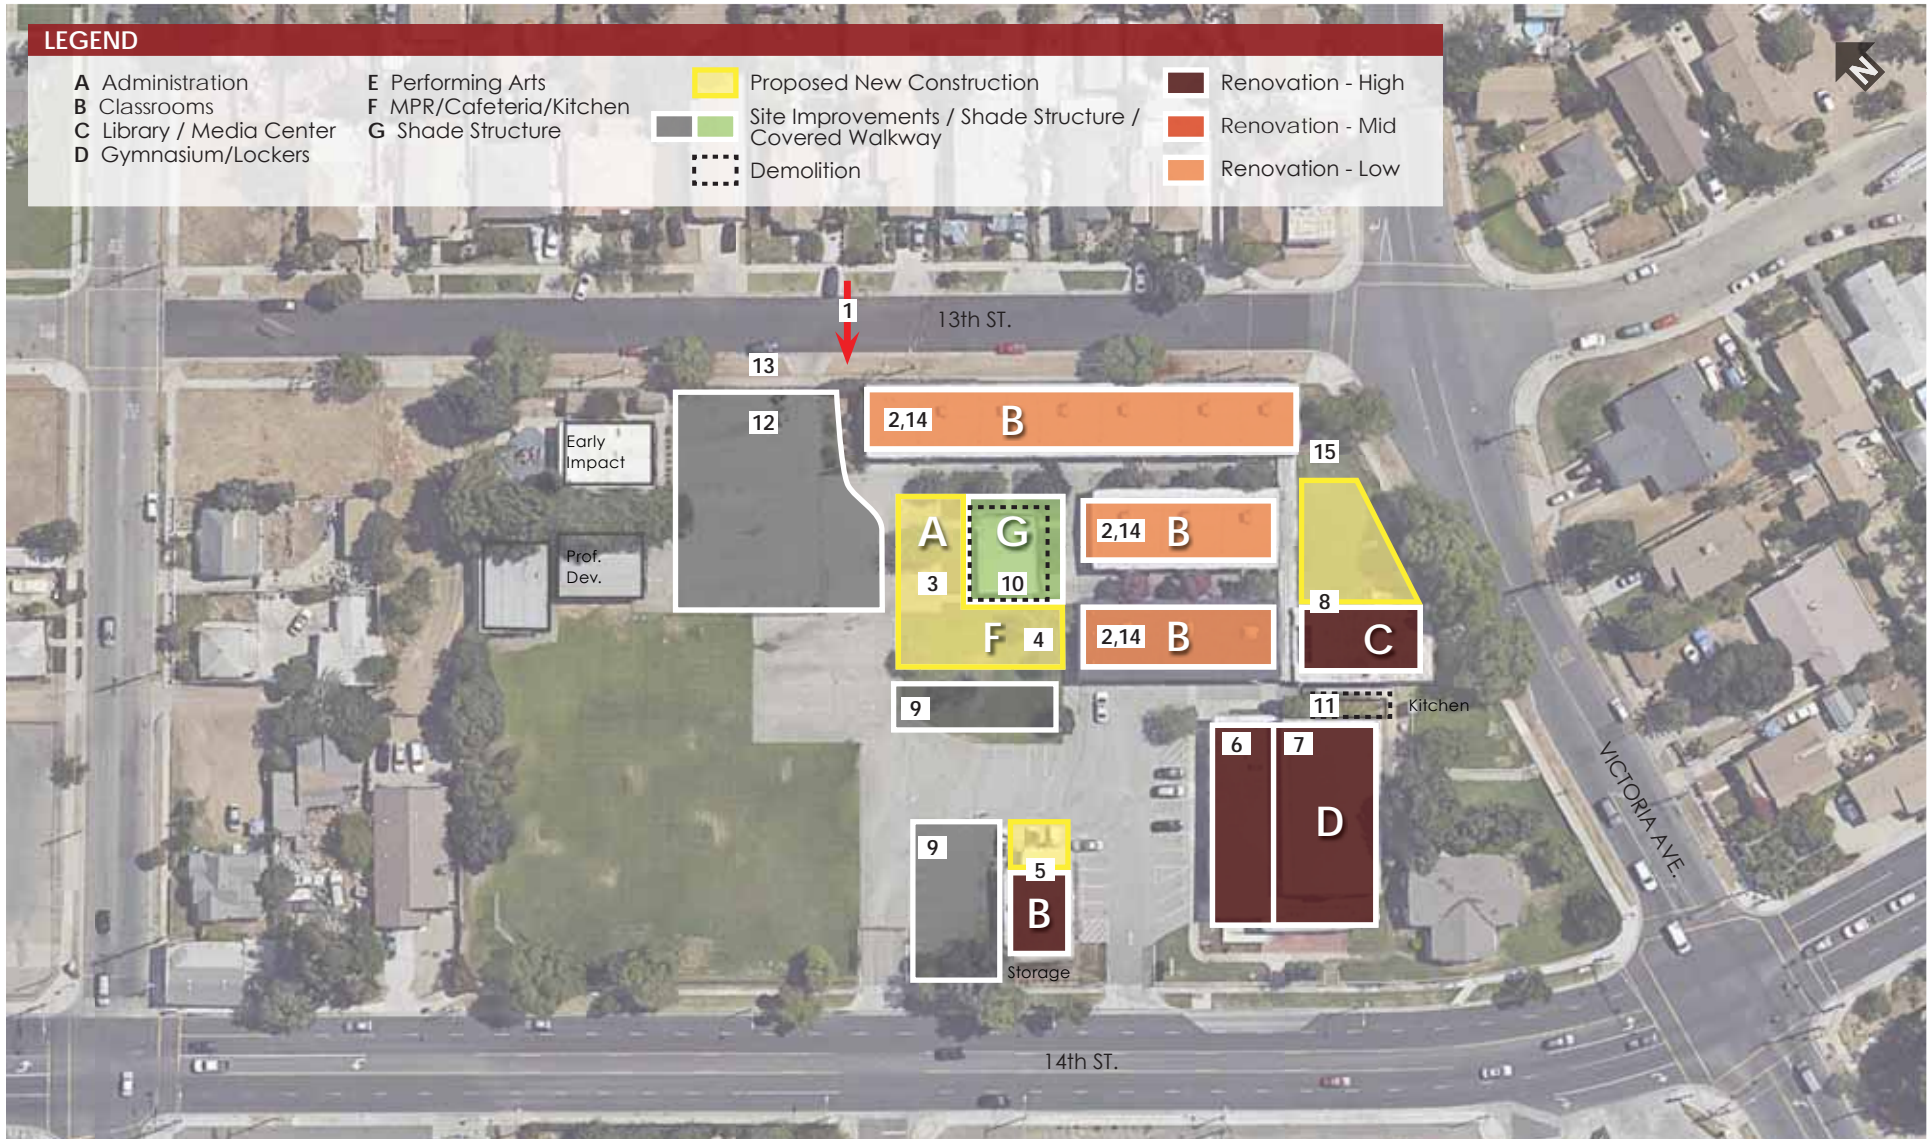 LEGEND
A Administration
B Classrooms
C Library / Media Center
D Gymnasium/Lockers
E Performing Arts
F MPR/Cafeteria/Kitchen
G Shade Structure
Proposed New Construction
Site Improvements / Shade Structure /
Covered Walkway
Demolition
Renovation - High
Renovation - Mid
Renovation - Low
N
1
13th ST.
13
12
2,14 B
15
Early
Impact
A
G
2,14 B
Prof.
Dev.
3
10
8
F 4
2,14 B
C
9
11
Kitchen
6
7
VICTORIA AVE.
D
9
5
B
Storage
14th ST.